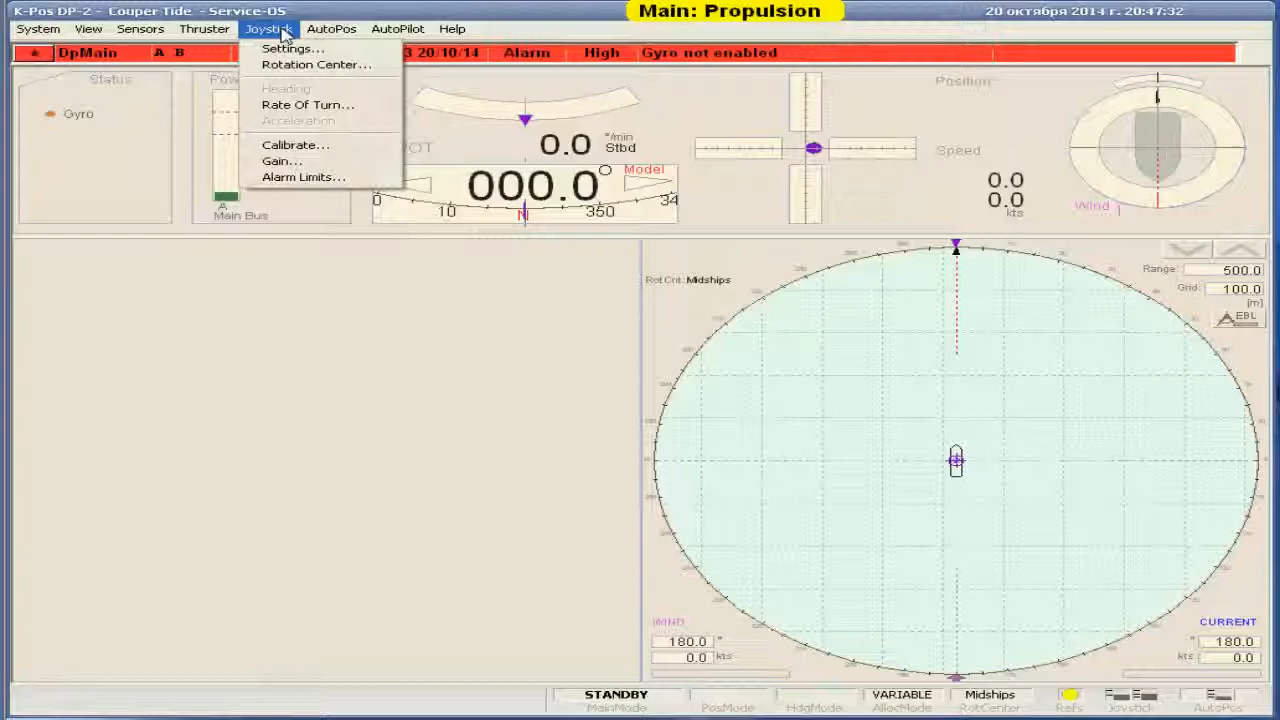 K-Pos DP-2 - Couper Tide - Service-OS
Main: Propulsion
20 октября 2014 г. 20:47:32
System View Sensors Thruster Joystick AutoPos AutoPilot Help
DpMain A B 3 20/10/14 Alarm High Gyro not enabled
Settings...
Rotation Center...
Heading
Rate Of Turn...
Acceleration
Calibrate...
Gain...
Alarm Limits...
Status
Gyro
A
Main Bus
0.0 °/min
Stbd
Model
000.0
0 10 N 350 34
Position
Speed
0.0
0.0
kts
Wind
RotCnt: Midships
Range: 500.0
Grid: 100.0
[m]
EBL
WIND
180.0 °
0.0 kts
CURRENT
° 180.0
kts 0.0
STANDBY
MainMode
PosMode
HdgMode
VARIABLE
AllocMode
Midships
RotCenter
Refs
Joystick
AutoPos